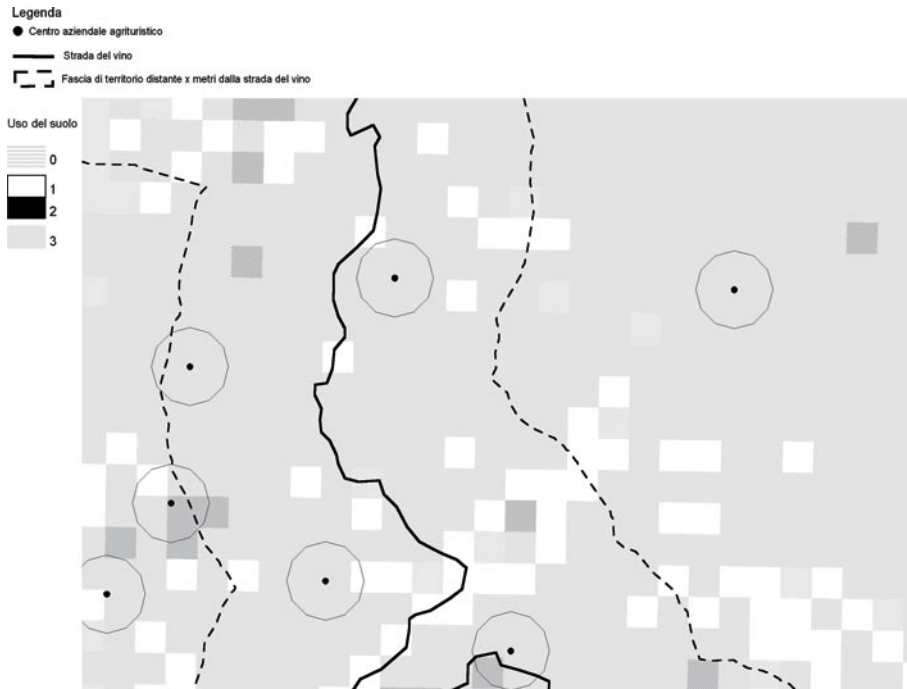 Legenda
Centro aziendale agrituristico
Strada del vino
Fascia di territorio distante x metri dalla strada del vino
Uso del suolo
0
1
2
3